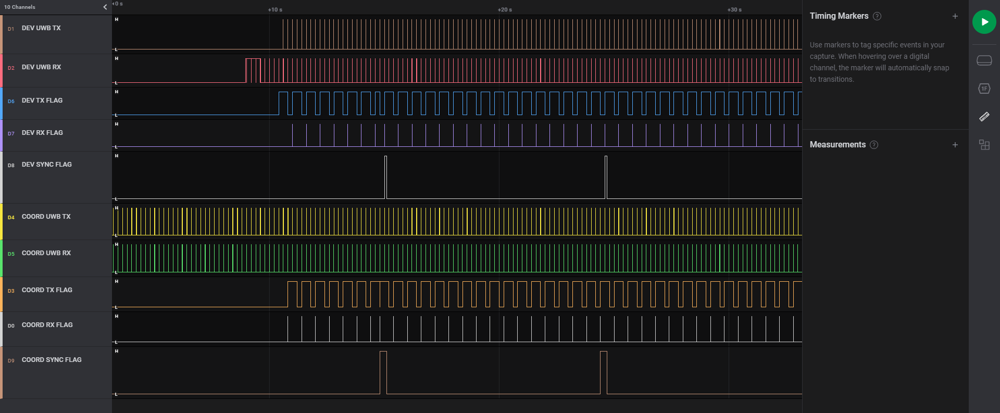 10 Channels
0 s
+10 s
+20 s
+30 s
D1 DEV UWB TX
H
L
D2 DEV UWB RX
H
L
D6 DEV TX FLAG
H
L
D7 DEV RX FLAG
H
L
D8 DEV SYNC FLAG
H
L
D4 COORD UWB TX
H
L
D5 COORD UWB RX
H
L
D3 COORD TX FLAG
H
L
D0 COORD RX FLAG
H
L
D9 COORD SYNC FLAG
H
L
Timing Markers ? +
Use markers to tag specific events in your
capture. When hovering over a digital
channel, the marker will automatically snap
to transitions.
Measurements ? +
1F